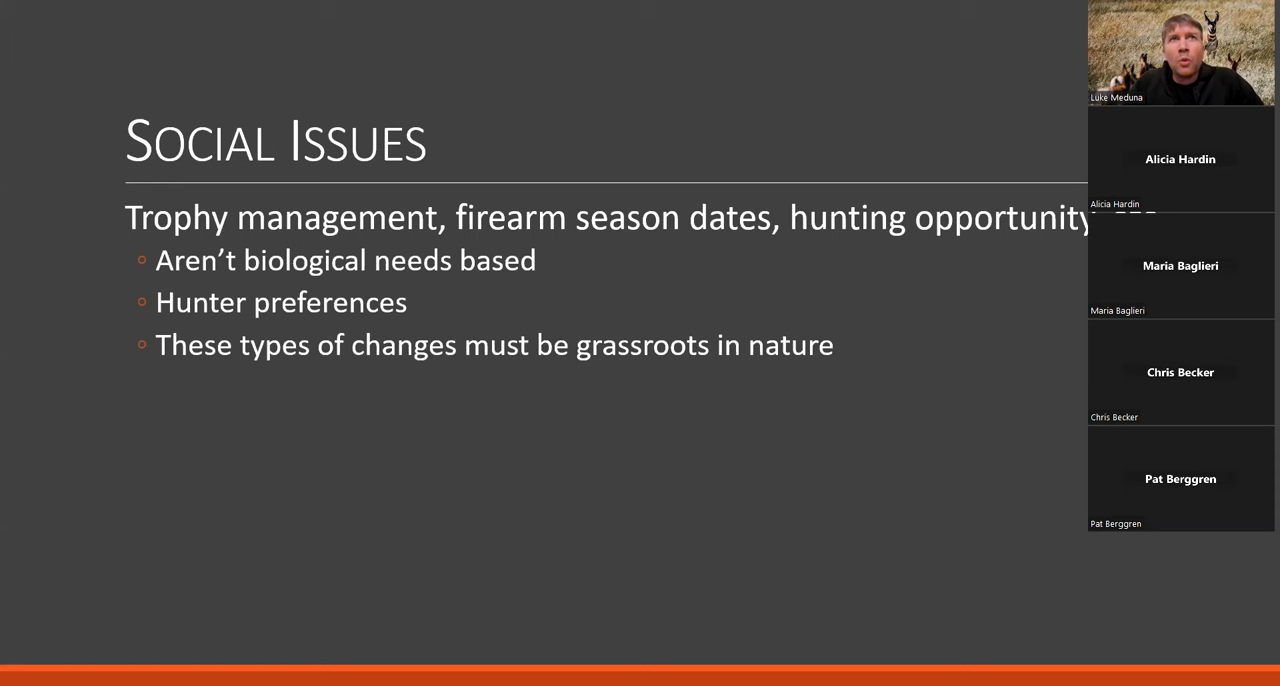 SOCIAL ISSUES
Trophy management, firearm season dates, hunting opportunity
◦ Aren’t biological needs based
◦ Hunter preferences
◦ These types of changes must be grassroots in nature
Luke Meduna
Alicia Hardin
Alicia Hardin
Maria Baglieri
Maria Baglieri
Chris Becker
Chris Becker
Pat Berggren
Pat Berggren